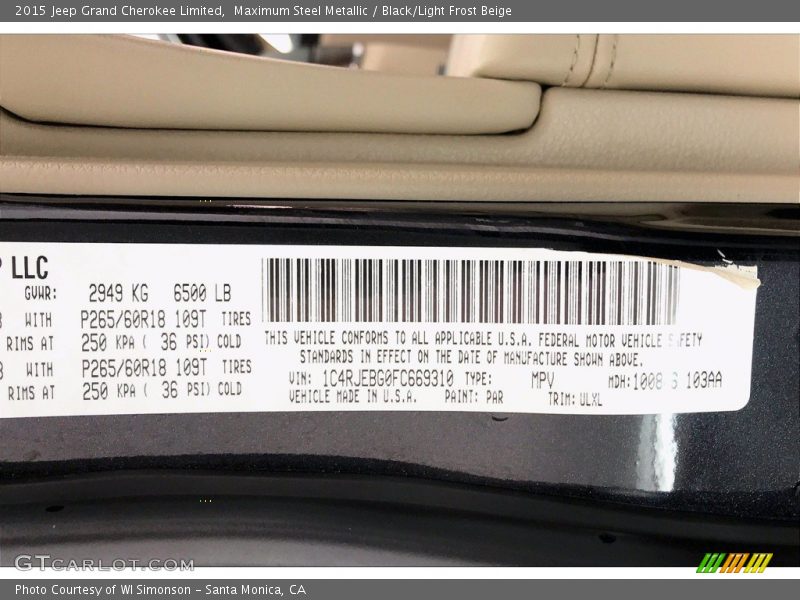 2015 Jeep Grand Cherokee Limited, Maximum Steel Metallic / Black/Light Frost Beige
LLC
GVWR: 2949 KG 6500 LB
WITH P265/60R18 109T TIRES
RIMS AT 250 KPA ( 36 PSI) COLD
WITH P265/60R18 109T TIRES
RIMS AT 250 KPA ( 36 PSI) COLD
THIS VEHICLE CONFORMS TO ALL APPLICABLE U.S.A. FEDERAL MOTOR VEHICLE
STANDARDS IN EFFECT ON THE DATE OF MANUFACTURE SHOWN ABOVE.
VIN: 1C4RJEBG0FC669310 TYPE: MPV MDH: 103AA
VEHICLE MADE IN U.S.A. PAINT: PAR TRIM: ULXL
GTCARLOT.COM
Photo Courtesy of WI Simonson – Santa Monica, CA